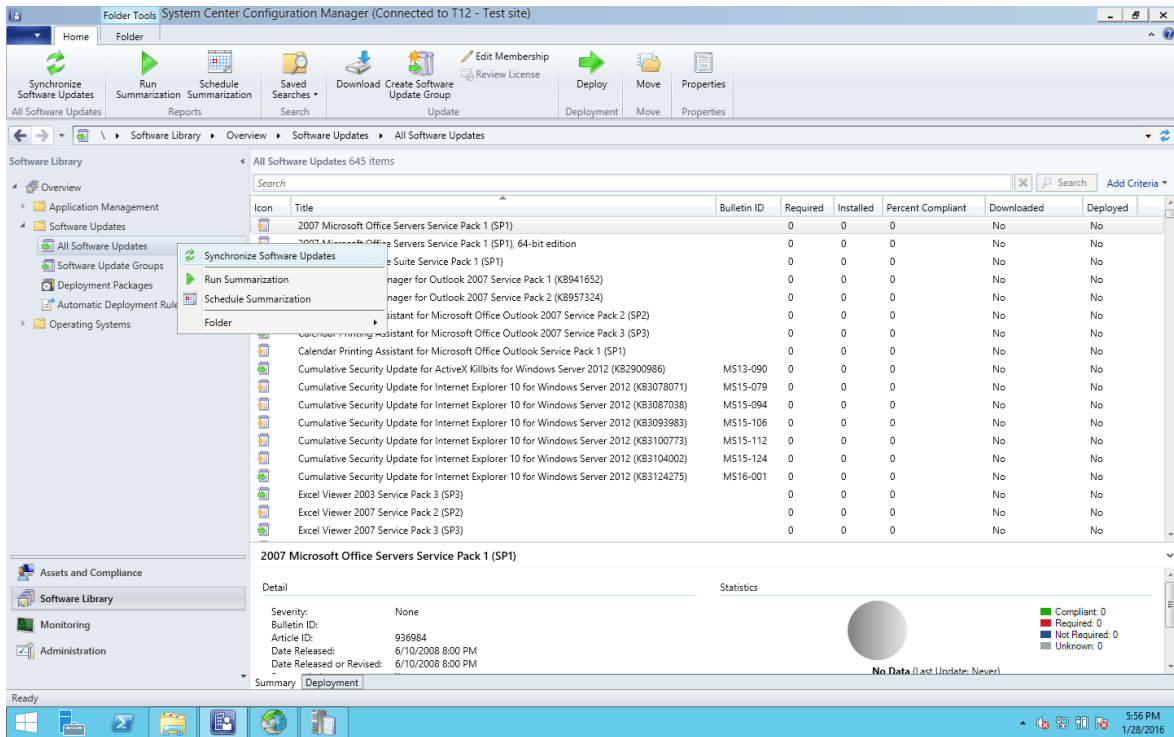 Folder Tools System Center Configuration Manager (Connected to T12 - Test site)
Home Folder
Synchronize Software Updates
Run Summarization
Schedule Summarization
Saved Searches
Download
Create Software Update Group
Edit Membership
Review License
Deploy
Move
Properties
All Software Updates Reports Search Update Deployment Move Properties
\ Software Library Overview Software Updates All Software Updates
Software Library
Overview
Application Management
Software Updates
All Software Updates
Software Update Groups
Deployment Packages
Automatic Deployment Rule
Operating Systems
Synchronize Software Updates
Run Summarization
Schedule Summarization
Folder
All Software Updates 645 items
Search Search Add Criteria
Icon Title Bulletin ID Required Installed Percent Compliant Downloaded Deployed
2007 Microsoft Office Servers Service Pack 1 (SP1) 0 0 0 No No
2007 Microsoft Office Servers Service Pack 1 (SP1), 64-bit edition 0 0 0 No No
e Suite Service Pack 1 (SP1) 0 0 0 No No
nager for Outlook 2007 Service Pack 1 (KB941652) 0 0 0 No No
nager for Outlook 2007 Service Pack 2 (KB957324) 0 0 0 No No
sistant for Microsoft Office Outlook 2007 Service Pack 2 (SP2) 0 0 0 No No
Calendar Printing Assistant for Microsoft Office Outlook 2007 Service Pack 3 (SP3) 0 0 0 No No
Calendar Printing Assistant for Microsoft Office Outlook Service Pack 1 (SP1) 0 0 0 No No
Cumulative Security Update for ActiveX Killbits for Windows Server 2012 (KB2900986) MS13-090 0 0 0 No No
Cumulative Security Update for Internet Explorer 10 for Windows Server 2012 (KB3078071) MS15-079 0 0 0 No No
Cumulative Security Update for Internet Explorer 10 for Windows Server 2012 (KB3087038) MS15-094 0 0 0 No No
Cumulative Security Update for Internet Explorer 10 for Windows Server 2012 (KB3093983) MS15-106 0 0 0 No No
Cumulative Security Update for Internet Explorer 10 for Windows Server 2012 (KB3100773) MS15-112 0 0 0 No No
Cumulative Security Update for Internet Explorer 10 for Windows Server 2012 (KB3104002) MS15-124 0 0 0 No No
Cumulative Security Update for Internet Explorer 10 for Windows Server 2012 (KB3124275) MS16-001 0 0 0 No No
Excel Viewer 2003 Service Pack 3 (SP3) 0 0 0 No No
Excel Viewer 2007 Service Pack 2 (SP2) 0 0 0 No No
Excel Viewer 2007 Service Pack 3 (SP3) 0 0 0 No No
Assets and Compliance
Software Library
Monitoring
Administration
2007 Microsoft Office Servers Service Pack 1 (SP1)
Detail
Severity: None
Bulletin ID:
Article ID: 936984
Date Released: 6/10/2008 8:00 PM
Date Released or Revised: 6/10/2008 8:00 PM
Statistics
Compliant: 0
Required: 0
Not Required: 0
Unknown: 0
No Data (Last Update: Never)
Summary Deployment
Ready
5:56 PM
1/28/2016